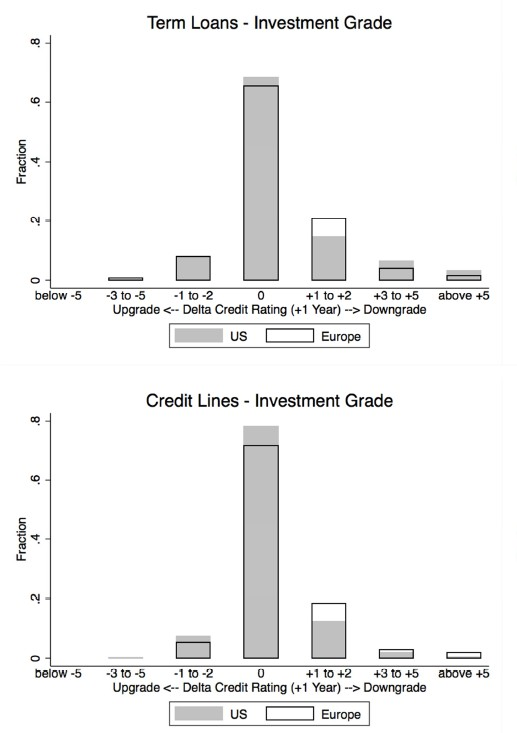 Term Loans - Investment Grade
Fraction
.8
.6
.4
.2
0
below -5 -3 to -5 -1 to -2 0 +1 to +2 +3 to +5 above +5
Upgrade <-- Delta Credit Rating (+1 Year) --> Downgrade
US Europe
Credit Lines - Investment Grade
Fraction
.8
.6
.4
.2
0
below -5 -3 to -5 -1 to -2 0 +1 to +2 +3 to +5 above +5
Upgrade <-- Delta Credit Rating (+1 Year) --> Downgrade
US Europe